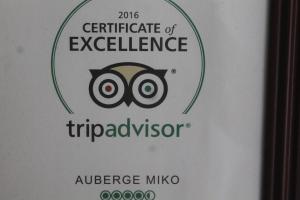 2016
CERTIFICATE of
EXCELLENCE
tripadvisor®
AUBERGE MIKO